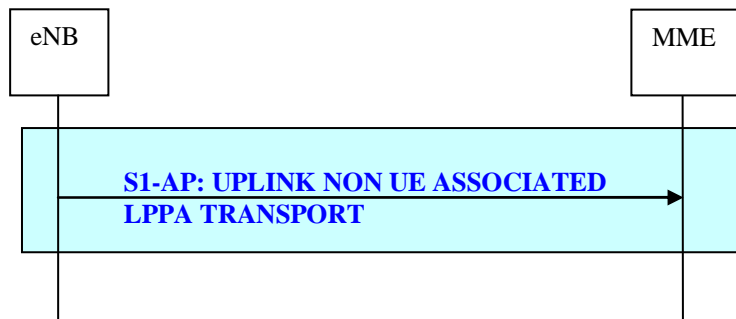 eNB
MME
S1-AP: UPLINK NON UE ASSOCIATED
LPPA TRANSPORT